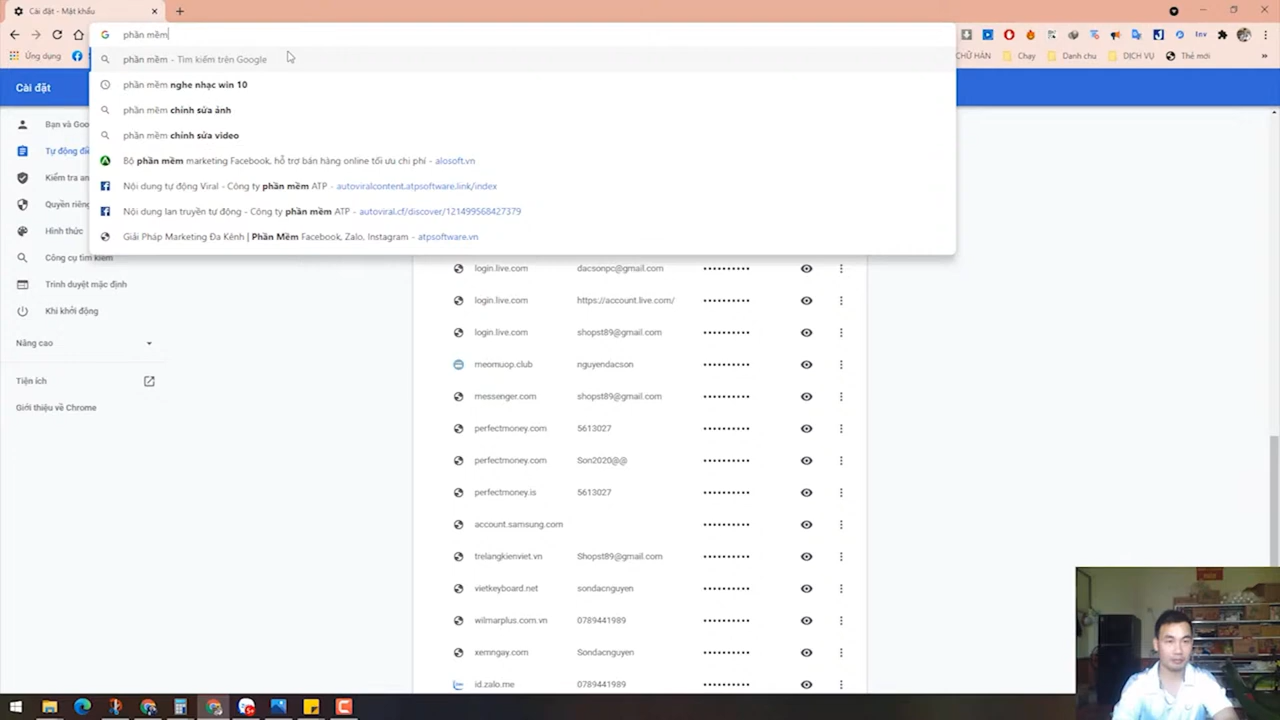 Cài đặt - Mật khẩu
phần mềm
phần mềm - Tìm kiếm trên Google
phần mềm nghe nhạc win 10
phần mềm chỉnh sửa ảnh
phần mềm chỉnh sửa video
Bộ phần mềm marketing Facebook, hỗ trợ bán hàng online tối ưu chi phí - alosoft.vn
Nội dung tự động Viral - Công ty phần mềm ATP - autoviralcontent.atpsoftware.link/index
Nội dung lan truyền tự động - Công ty phần mềm ATP - autoviral.cf/discover/121499568427379
Giải Pháp Marketing Đa Kênh | Phần Mềm Facebook, Zalo, Instagram - atpsoftware.vn
Ứng dụng
CHỦ NHÂN
Chạy
Danh chu
DỊCH VỤ
Thẻ mới
Inv
Cài đặt
Bạn và Goo
Tự động điề
Kiểm tra an
Quyền riêng
Hình thức
Công cụ tìm kiếm
Trình duyệt mặc định
Khi khởi động
Nâng cao
Tiện ích
Giới thiệu về Chrome
login.live.com dacsonpc@gmail.com
login.live.com https://account.live.com/
login.live.com shopst89@gmail.com
meomuop.club nguyendacson
messenger.com shopst89@gmail.com
perfectmoney.com 5613027
perfectmoney.com Son2020@@
perfectmoney.is 5613027
account.samsung.com
trelangkienviet.vn Shopst89@gmail.com
vietkeyboard.net sondacnguyen
wilmarplus.com.vn 0789441989
xemngay.com Sondacnguyen
id.zalo.me 0789441989